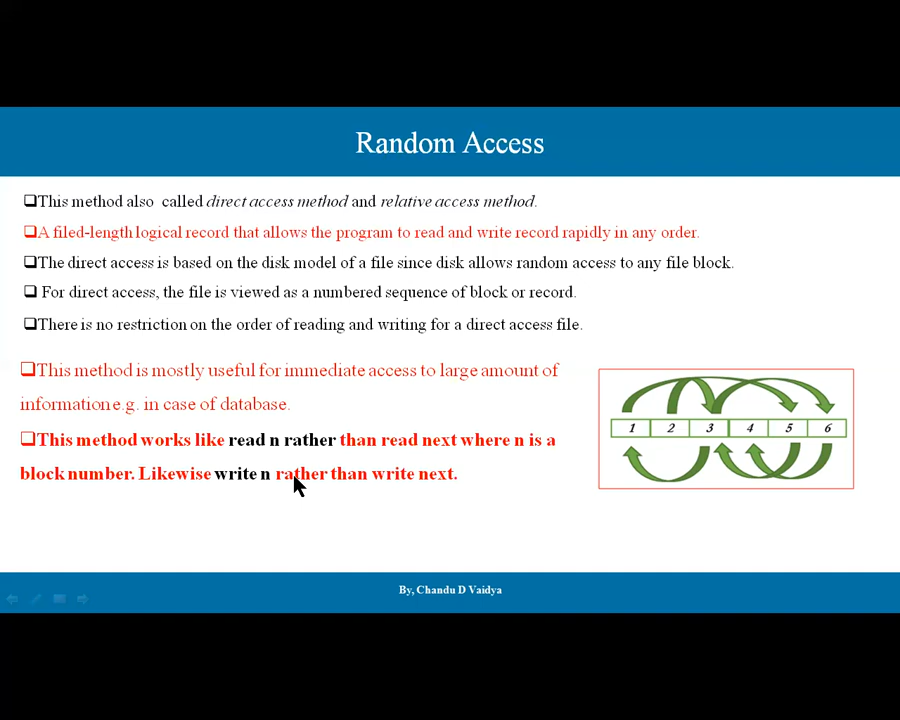 Random Access
❑This method also called direct access method and relative access method.
❑A filed-length logical record that allows the program to read and write record rapidly in any order.
❑The direct access is based on the disk model of a file since disk allows random access to any file block.
❑ For direct access, the file is viewed as a numbered sequence of block or record.
❑There is no restriction on the order of reading and writing for a direct access file.
❑This method is mostly useful for immediate access to large amount of
information e.g. in case of database.
❑This method works like read n rather than read next where n is a
block number. Likewise write n rather than write next.
1 2 3 4 5 6
By, Chandu D Vaidya